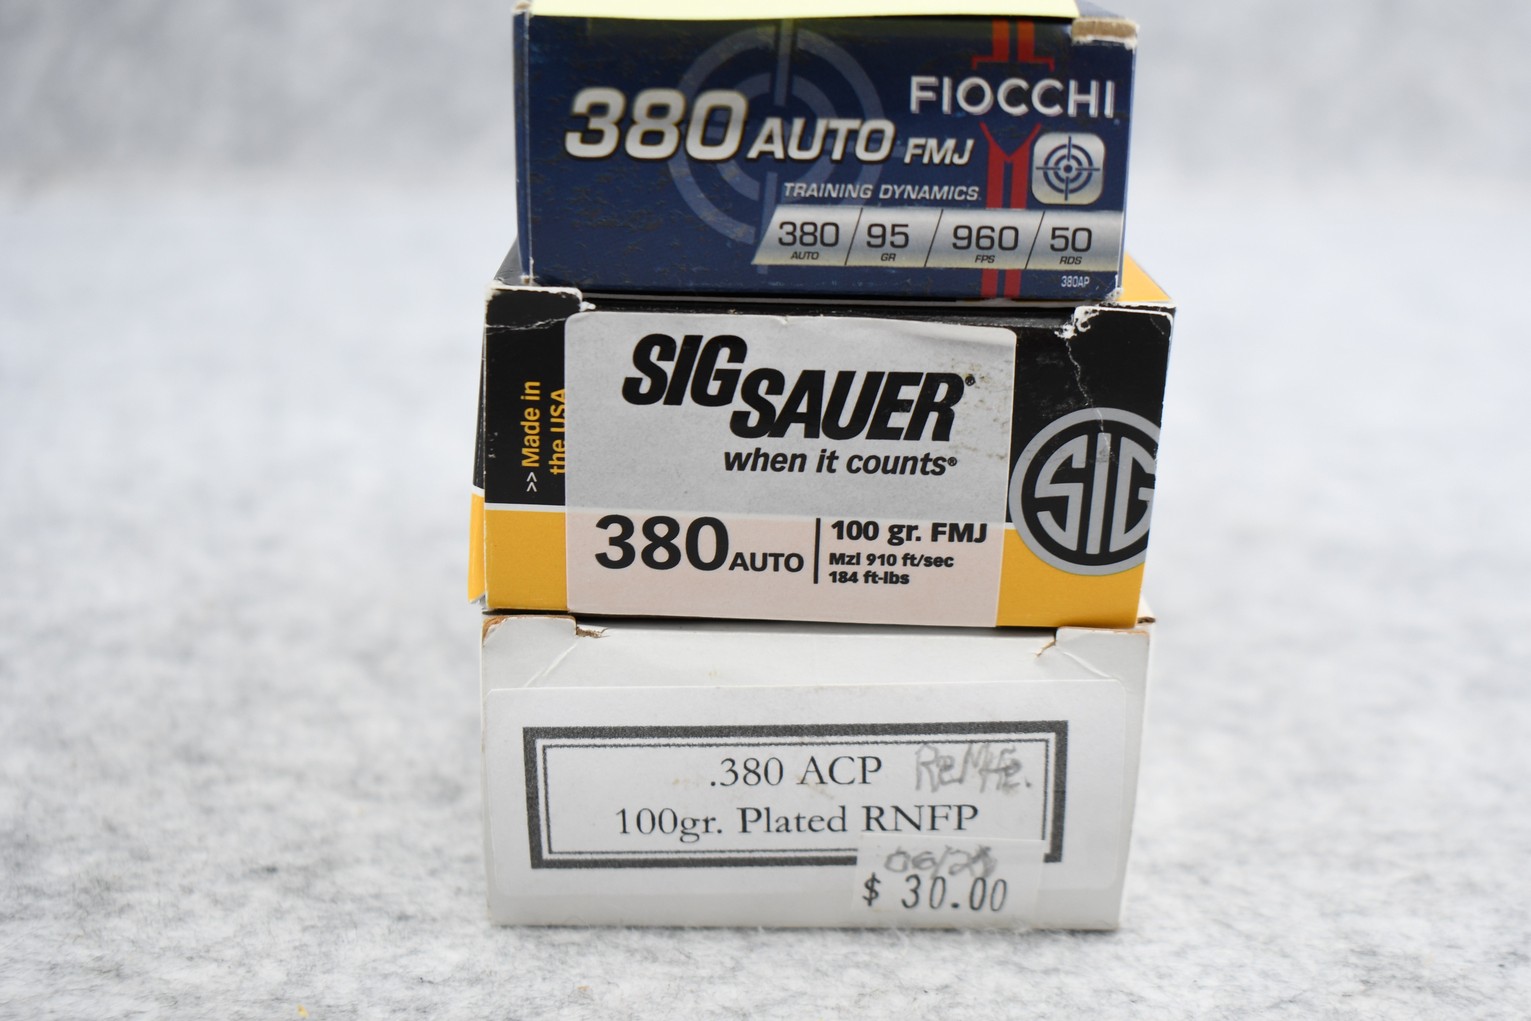 FIOCCHI
380 AUTO FMJ
TRAINING DYNAMICS
380 AUTO 95 GR 960 FPS 50 RDS
380AP
>> Made in
the USA
SIG SAUER®
when it counts®
SIG
380 AUTO
100 gr. FMJ
Mzl 910 ft/sec
184 ft-lbs
.380 ACP
100gr. Plated RNFP
$ 30.00